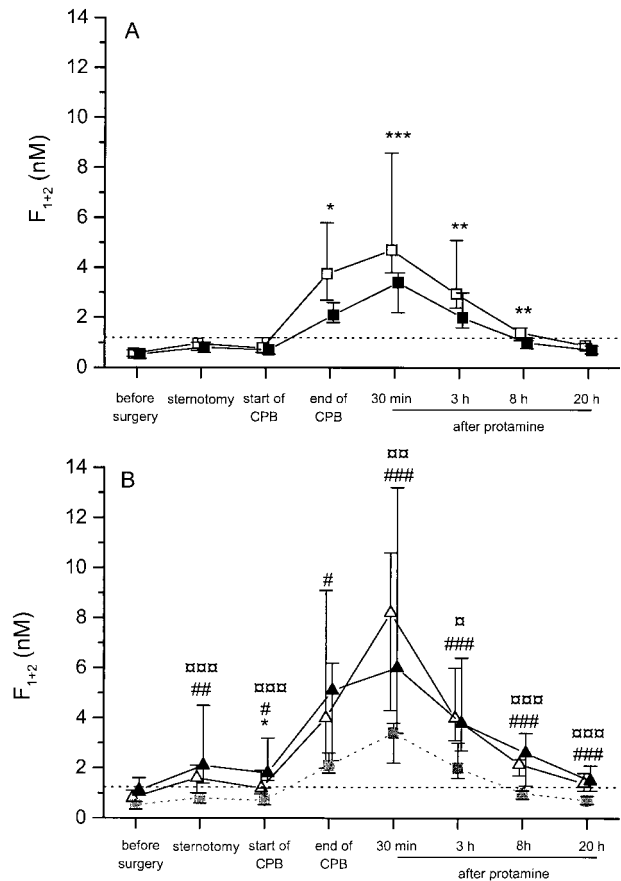 A
14
12
10
8
6
4
2
0
F1+2 (nM)
*
***
**
**
before surgery
sternotomy
start of CPB
end of CPB
30 min
3 h
8 h
20 h
after protamine
B
14
12
10
8
6
4
2
0
F1+2 (nM)
¤¤¤
##
¤¤¤
#
*
#
¤¤
###
¤
###
¤¤¤
###
¤¤¤
###
before surgery
sternotomy
start of CPB
end of CPB
30 min
3 h
8h
20 h
after protamine